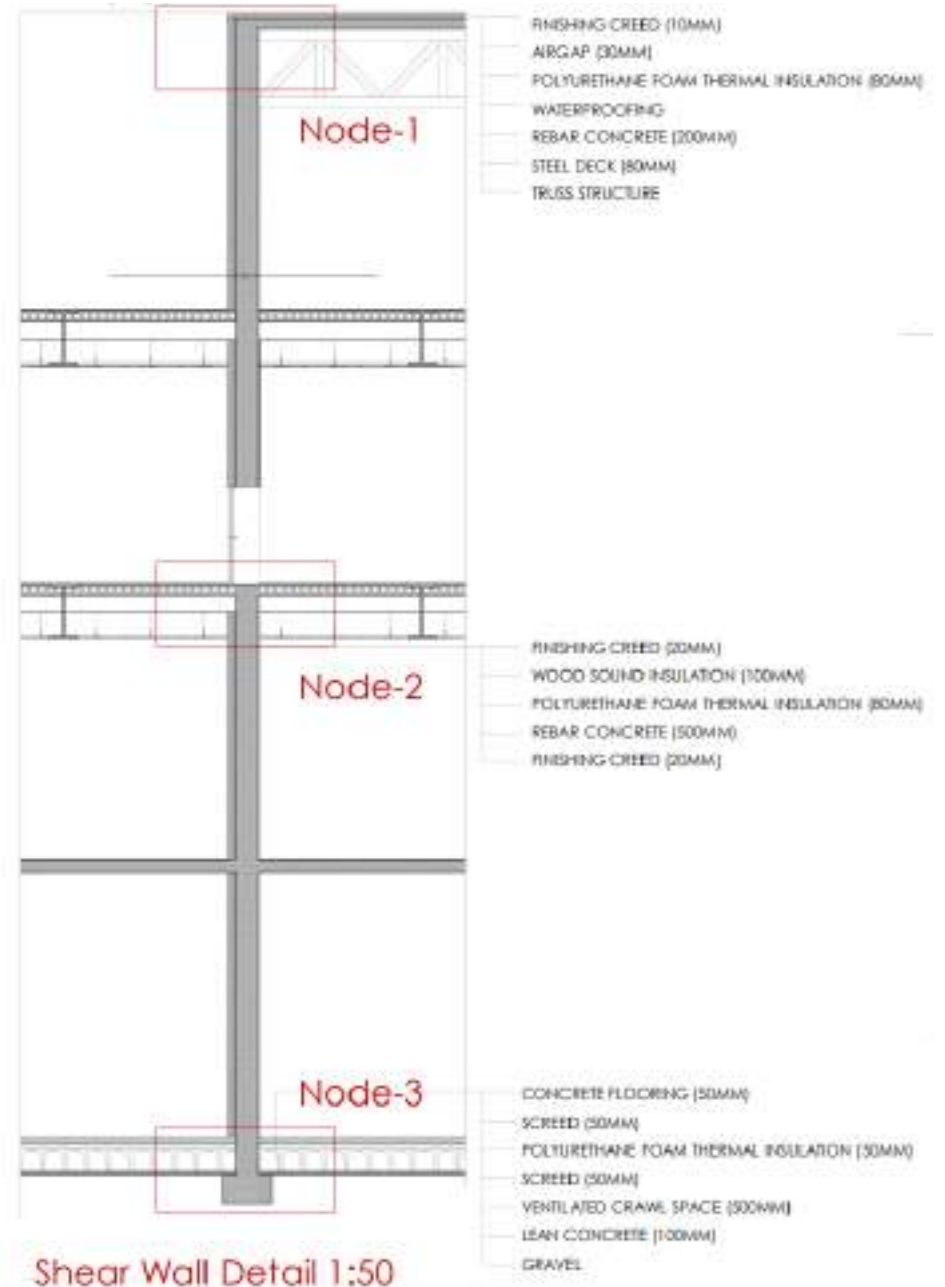 FINISHING CREED (10MM)
AIRGAP (30MM)
POLYURETHANE FOAM THERMAL INSULATION (80MM)
WATERPROOFING
REBAR CONCRETE (200MM)
STEEL DECK (80MM)
TRUSS STRUCTURE
Node-1
FINISHING CREED (20MM)
WOOD SOUND INSULATION (100MM)
POLYURETHANE FOAM THERMAL INSULATION (80MM)
REBAR CONCRETE (500MM)
FINISHING CREED (20MM)
Node-2
Node-3
CONCRETE FLOORING (50MM)
SCREED (50MM)
POLYURETHANE FOAM THERMAL INSULATION (50MM)
SCREED (50MM)
VENTILATED CRAWL SPACE (500MM)
LEAN CONCRETE (100MM)
GRAVEL
Shear Wall Detail 1:50